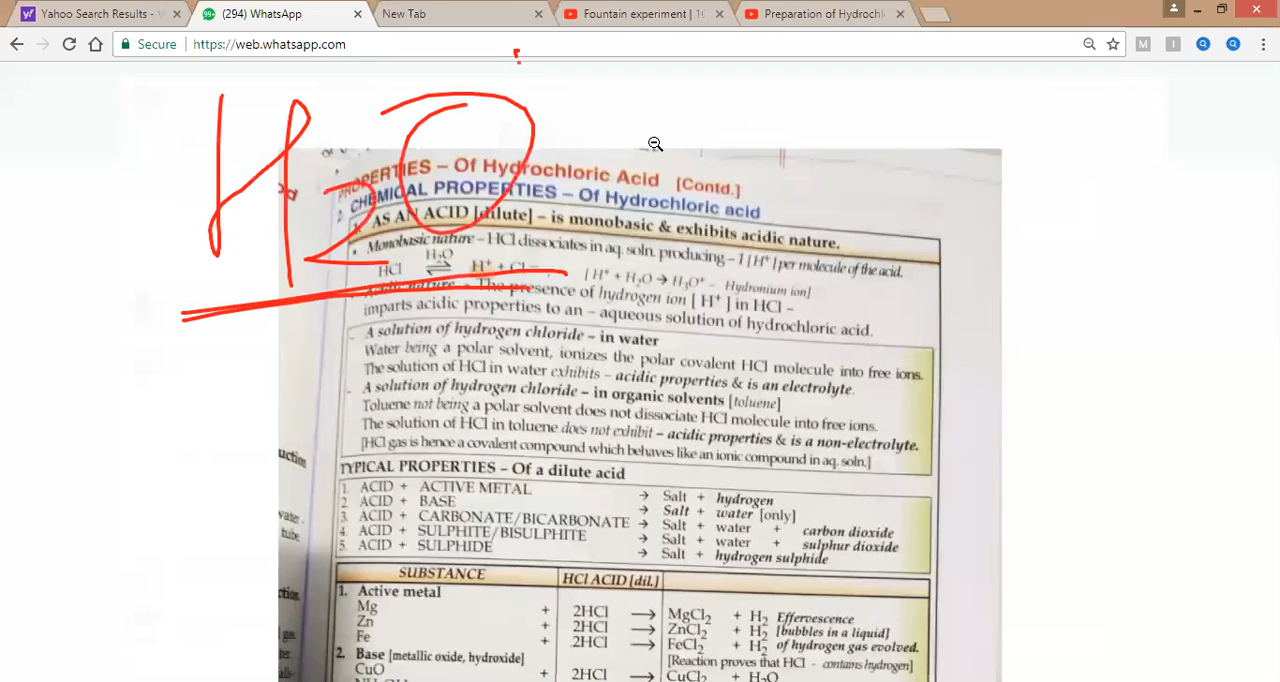 Yahoo Search Results - Y
(294) WhatsApp
New Tab
Fountain experiment | 10
Preparation of Hydrochl
Secure | https://web.whatsapp.com
H2O
PROPERTIES – Of Hydrochloric Acid [Contd.]
2. CHEMICAL PROPERTIES – Of Hydrochloric acid
1. AS AN ACID [dilute] – is monobasic & exhibits acidic nature.
• Monobasic nature – HCl dissociates in aq. soln. producing – 1 [H⁺] per molecule of the acid.
HCl ⇌ H₂O H⁺ + Cl⁻ [H⁺ + H₂O → H₃O⁺ – Hydronium ion]
Acidic nature – The presence of hydrogen ion [ H⁺ ] in HCl –
imparts acidic properties to an – aqueous solution of hydrochloric acid.
– A solution of hydrogen chloride – in water
Water being a polar solvent, ionizes the polar covalent HCl molecule into free ions.
The solution of HCl in water exhibits – acidic properties & is an electrolyte.
– A solution of hydrogen chloride – in organic solvents [toluene]
Toluene not being a polar solvent does not dissociate HCl molecule into free ions.
The solution of HCl in toluene does not exhibit – acidic properties & is a non-electrolyte.
[HCl gas is hence a covalent compound which behaves like an ionic compound in aq. soln.]
TYPICAL PROPERTIES – Of a dilute acid
1. ACID + ACTIVE METAL → Salt + hydrogen
2 ACID + BASE → Salt + water [only]
3. ACID + CARBONATE/BICARBONATE → Salt + water + carbon dioxide
4. ACID + SULPHITE/BISULPHITE → Salt + water + sulphur dioxide
5. ACID + SULPHIDE → Salt + hydrogen sulphide
SUBSTANCE HCl ACID [dil.]
1. Active metal
Mg + 2HCl → MgCl₂ + H₂ Effervescence
Zn + 2HCl → ZnCl₂ + H₂ [bubbles in a liquid]
Fe + 2HCl → FeCl₂ + H₂ of hydrogen gas evolved.
2. Base [metallic oxide, hydroxide] [Reaction proves that HCl - contains hydrogen]
CuO + 2HCl → CuCl₂ + H₂O